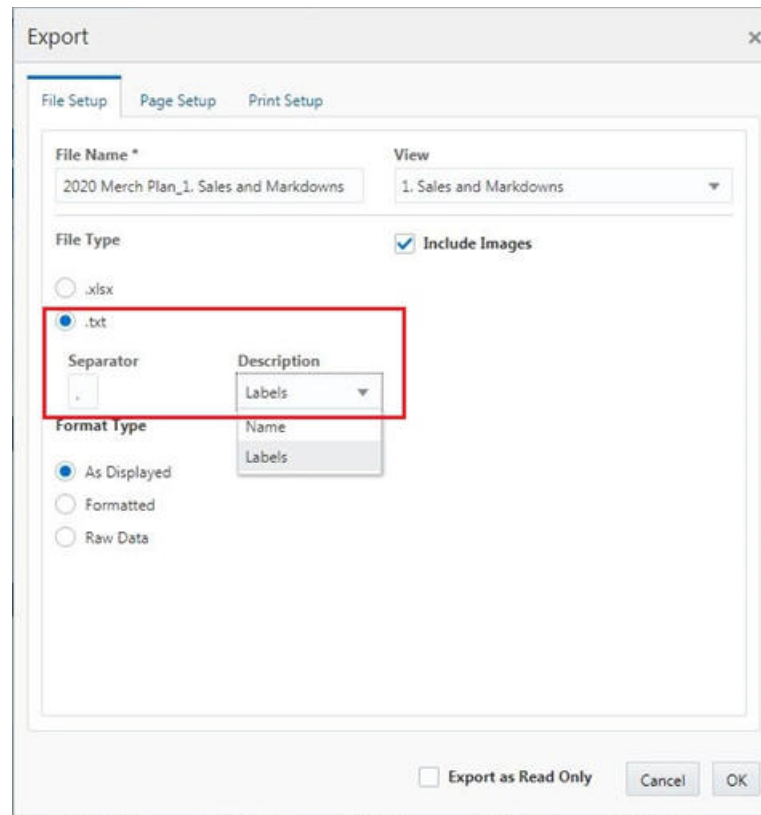 Export
File Setup Page Setup Print Setup
File Name * View
2020 Merch Plan_1. Sales and Markdowns 1. Sales and Markdowns
File Type Include Images
.xlsx
.txt
Separator Description
, Labels
Format Type Name
Labels
As Displayed
Formatted
Raw Data
Export as Read Only Cancel OK